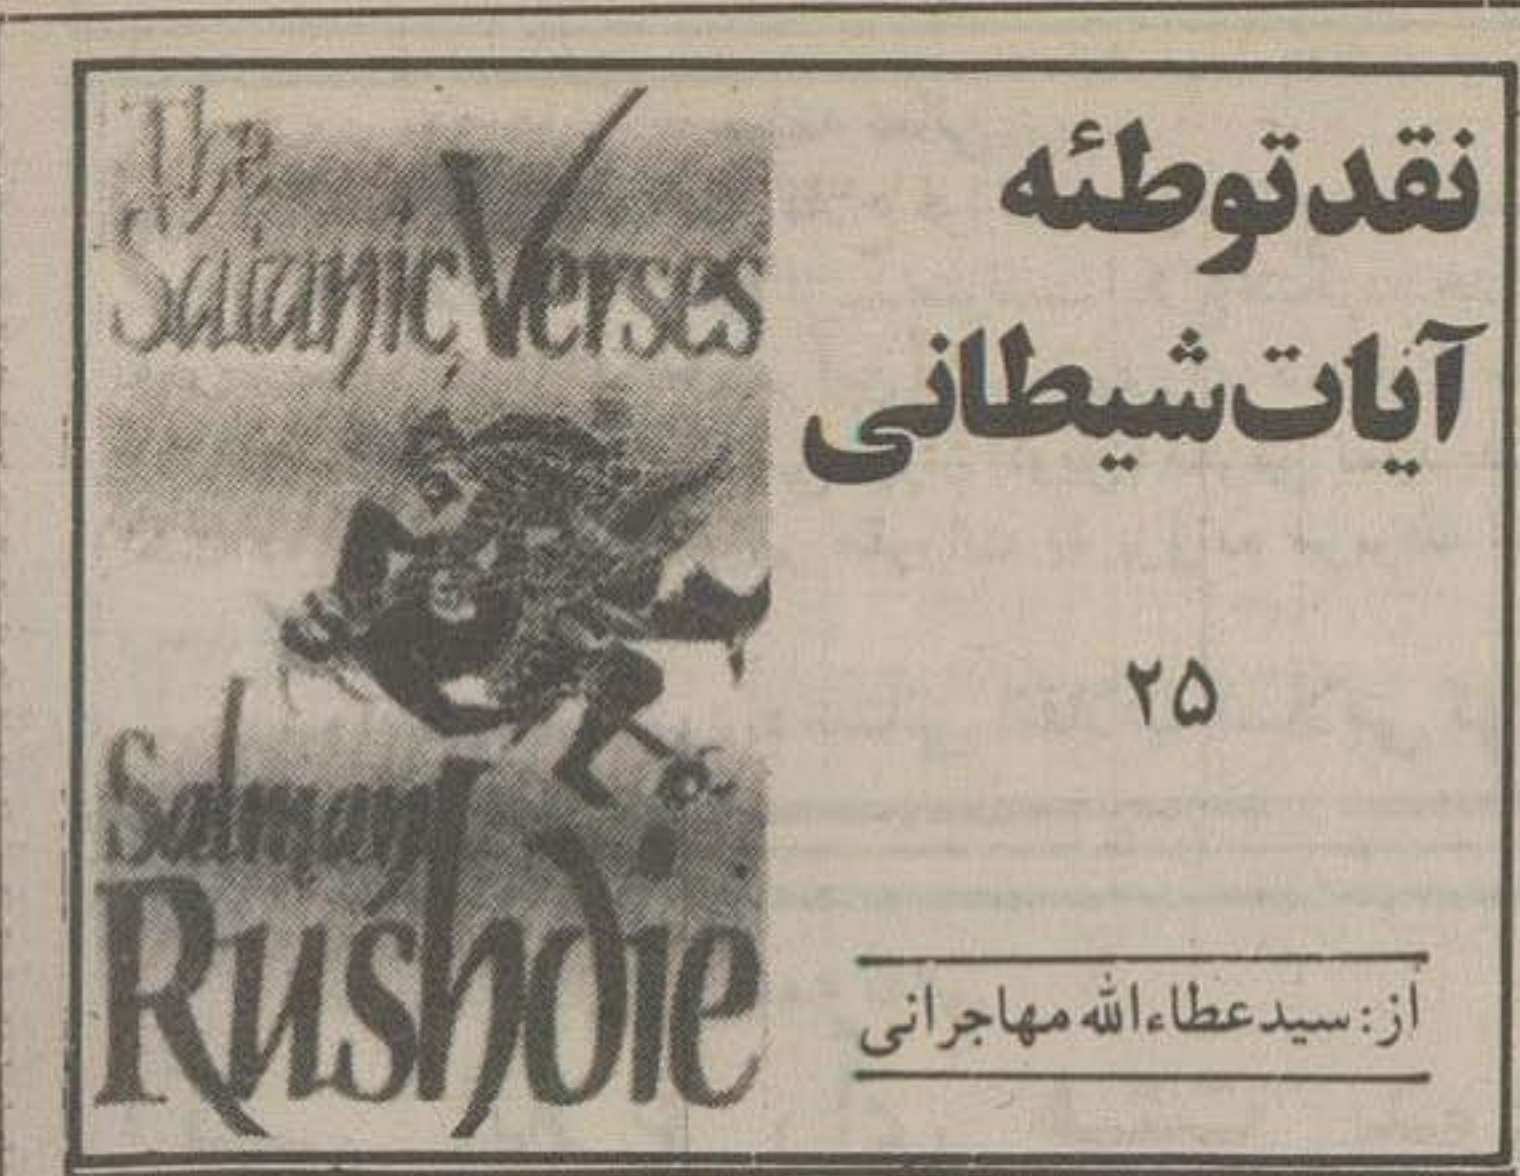 نقد توطئه
آیات شیطانی
۲۵
از: سید عطاءالله مهاجرانی
The
Satanic Verses
Salman
Rushdie